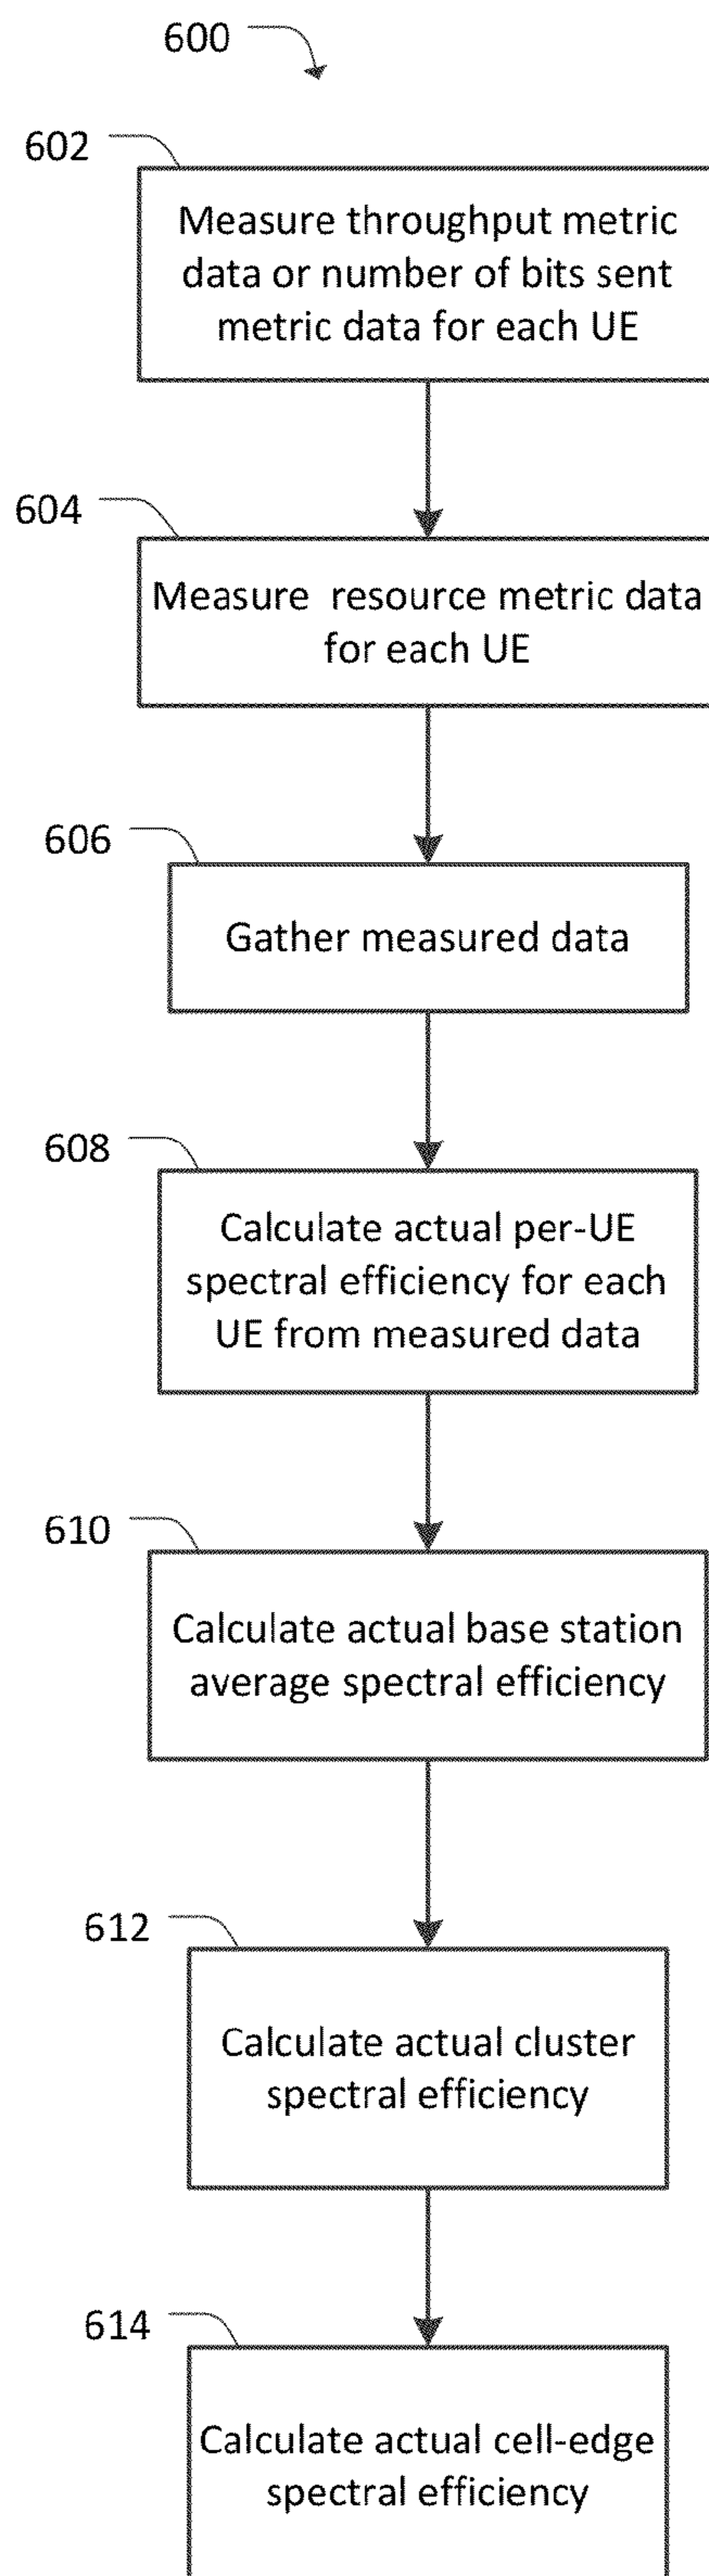 600
602
Measure throughput metric
data or number of bits sent
metric data for each UE
604
Measure resource metric data
for each UE
606
Gather measured data
608
Calculate actual per-UE
spectral efficiency for each
UE from measured data
610
Calculate actual base station
average spectral efficiency
612
Calculate actual cluster
spectral efficiency
614
Calculate actual cell-edge
spectral efficiency